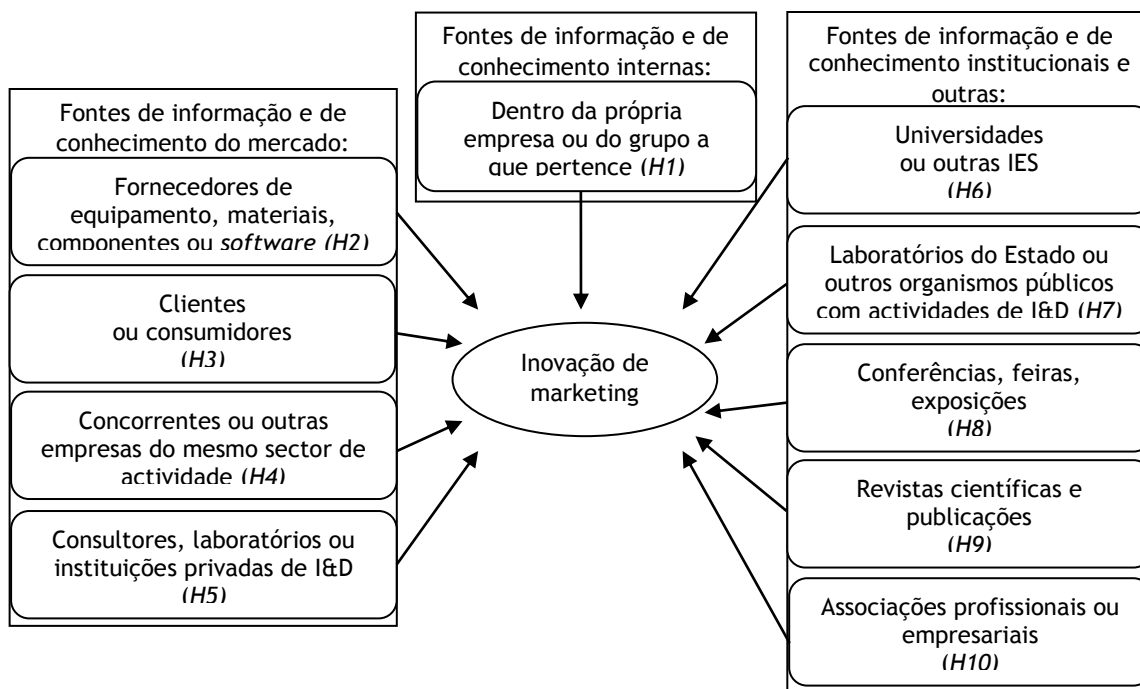 Fontes de informação e de
conhecimento do mercado:
Fornecedores de
equipamento, materiais,
componentes ou software (H2)
Clientes
ou consumidores
(H3)
Concorrentes ou outras
empresas do mesmo sector de
actividade (H4)
Consultores, laboratórios ou
instituições privadas de I&D
(H5)
Fontes de informação e de
conhecimento internas:
Dentro da própria
empresa ou do grupo a
que pertence (H1)
Inovação de
marketing
Fontes de informação e de
conhecimento institucionais e
outras:
Universidades
ou outras IES
(H6)
Laboratórios do Estado ou
outros organismos públicos
com actividades de I&D (H7)
Conferências, feiras,
exposições
(H8)
Revistas científicas e
publicações
(H9)
Associações profissionais ou
empresariais
(H10)